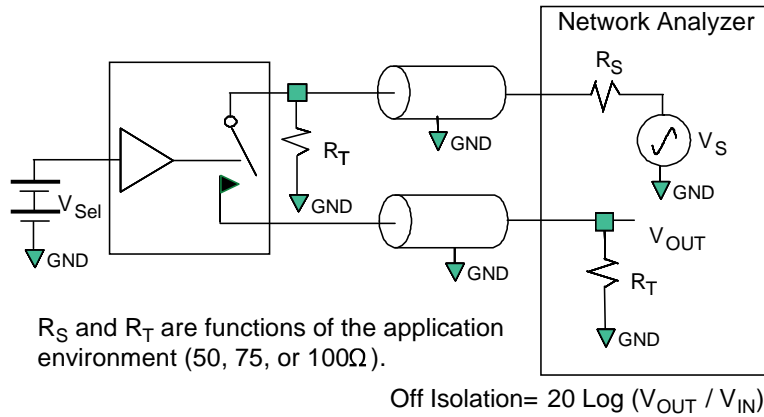 Network Analyzer
R_S
V_S
GND
R_T
GND
GND
V_Sel
GND
GND
V_OUT
R_T
GND
R_S and R_T are functions of the application
environment (50, 75, or 100Ω).
Off Isolation= 20 Log (V_OUT / V_IN)